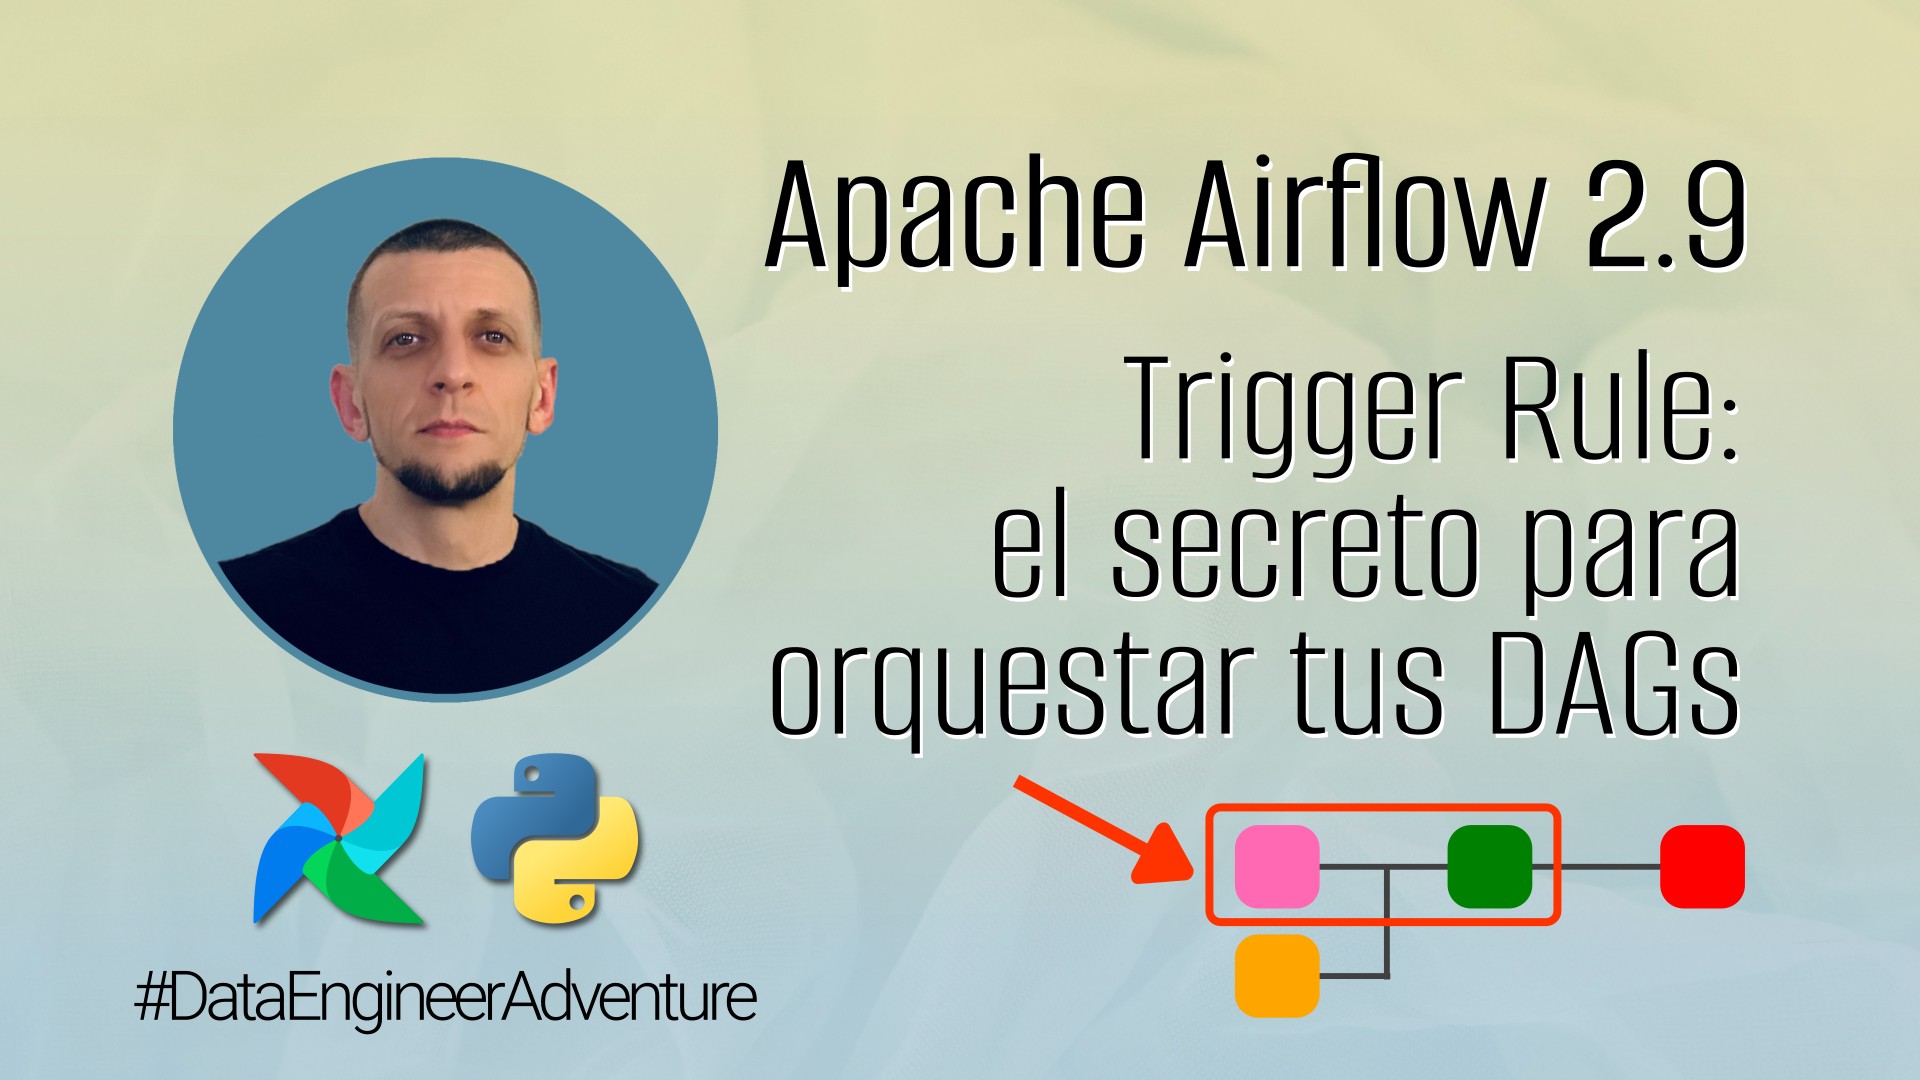 Apache Airflow 2.9
Trigger Rule:
el secreto para
orquestar tus DAGs
#DataEngineerAdventure